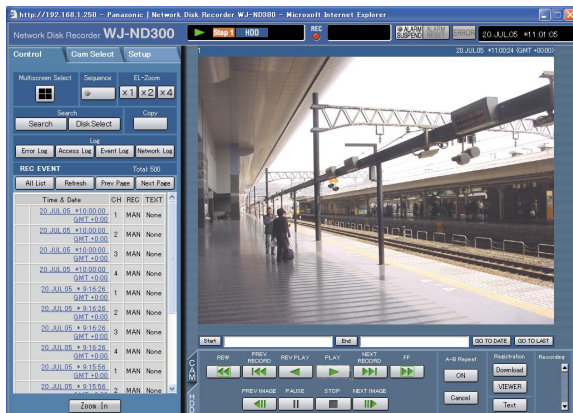 http://192.168.1.250 - Panasonic | Network Disk Recorder WJ-ND300 - Microsoft Internet Explorer
Network Disk Recorder WJ-ND300
Step 1 HDD
REC
ALARM SUSPEND
ALARM RESET
ERROR
20.JUL.05 *11:01:05
Control
Cam Select
Setup
1
20.JUL.05 *11:00:24 (GMT +00:00)
Multiscreen Select
Sequence
EL-Zoom
×1
×2
×4
Search
Copy
Search
Disk Select
Log
Error Log
Access Log
Event Log
Network Log
REC EVENT
Total 500
All List
Refresh
Prev Page
Next Page
Time & Date CH REC TEXT
20.JUL.05 *10:00:00 GMT +0:00 1 MAN None
20.JUL.05 *10:00:00 GMT +0:00 2 MAN None
20.JUL.05 *10:00:00 GMT +0:00 3 MAN None
20.JUL.05 *10:00:00 GMT +0:00 4 MAN None
20.JUL.05 * 9:16:26 GMT +0:00 1 MAN None
20.JUL.05 * 9:16:26 GMT +0:00 2 MAN None
20.JUL.05 * 9:16:26 GMT +0:00 3 MAN None
20.JUL.05 * 9:16:26 GMT +0:00 4 MAN None
20.JUL.05 * 9:15:56 GMT +0:00 1 MAN None
20.JUL.05 * 9:15:56 GMT +0:00 2 MAN None
Zoom In
Start
End
GO TO DATE
GO TO LAST
CAM
HDD
REW
PREV RECORD
REV PLAY
PLAY
NEXT RECORD
FF
PREV IMAGE
PAUSE
STOP
NEXT IMAGE
A-B Repeat
ON
Cancel
Registration
Download
VIEWER
Text
Recording